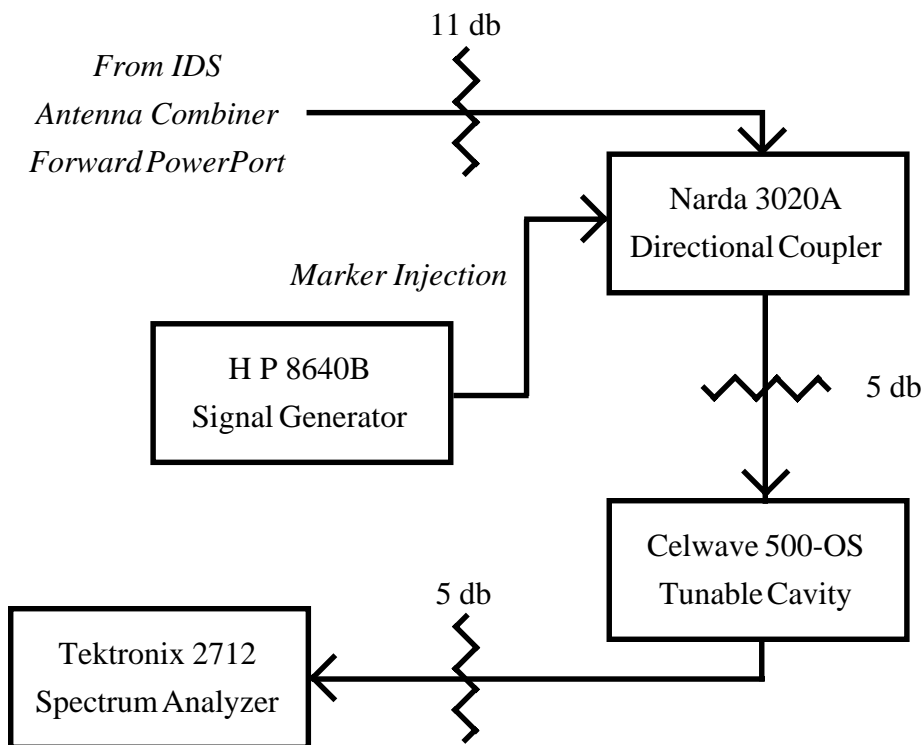 11 db
From IDS
Antenna Combiner
Forward PowerPort
Narda 3020A
Directional Coupler
Marker Injection
H P 8640B
Signal Generator
5 db
Celwave 500-OS
Tunable Cavity
5 db
Tektronix 2712
Spectrum Analyzer